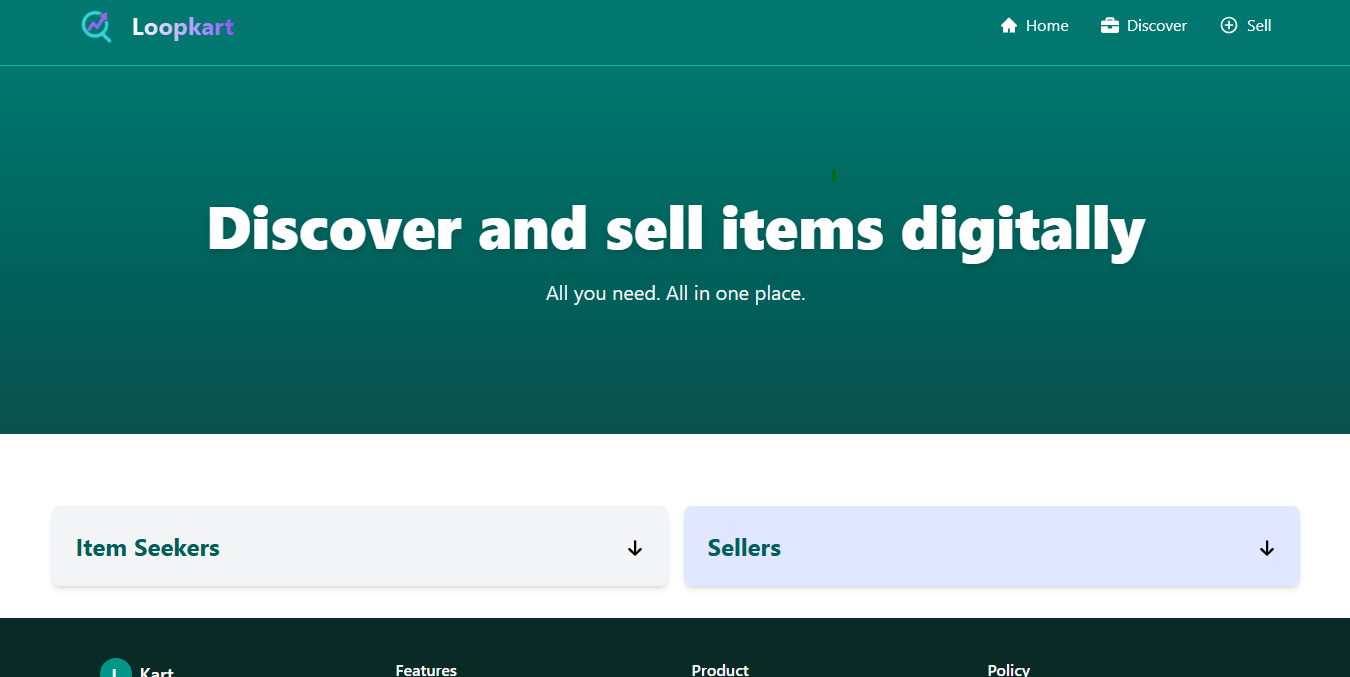 Loopkart
Home Discover Sell
Discover and sell items digitally
All you need. All in one place.
Item Seekers
Sellers
L Kart Features Product Policy